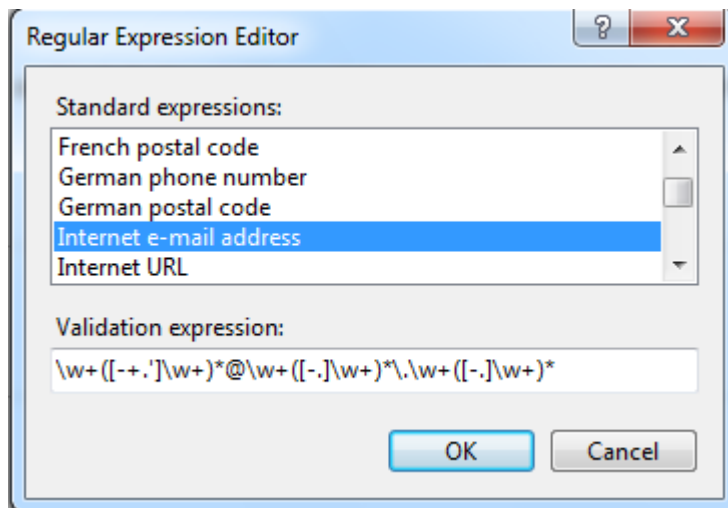 Regular Expression Editor
Standard expressions:
French postal code
German phone number
German postal code
Internet e-mail address
Internet URL
Validation expression:
\w+([-+.']\w+)*@\w+([-.]\w+)*\.\w+([-.]\w+)*
OK Cancel